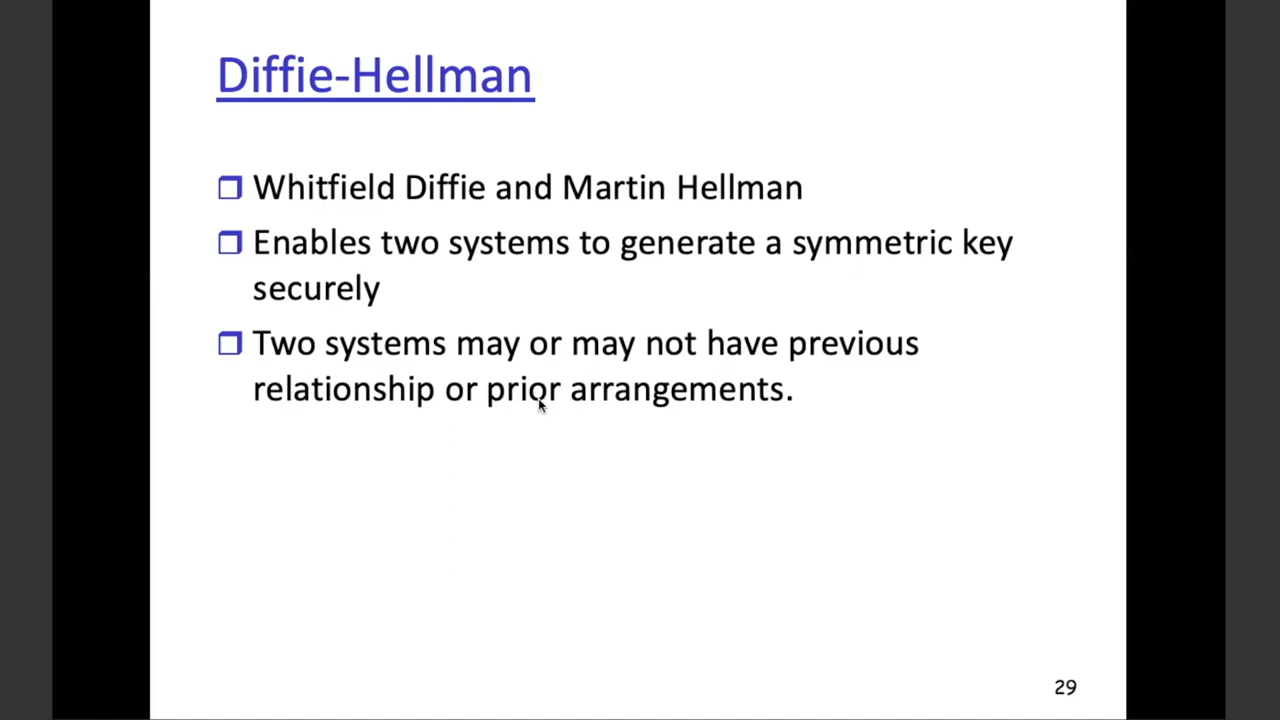 Diffie-Hellman
Whitfield Diffie and Martin Hellman
Enables two systems to generate a symmetric key
securely
Two systems may or may not have previous
relationship or prior arrangements.
29